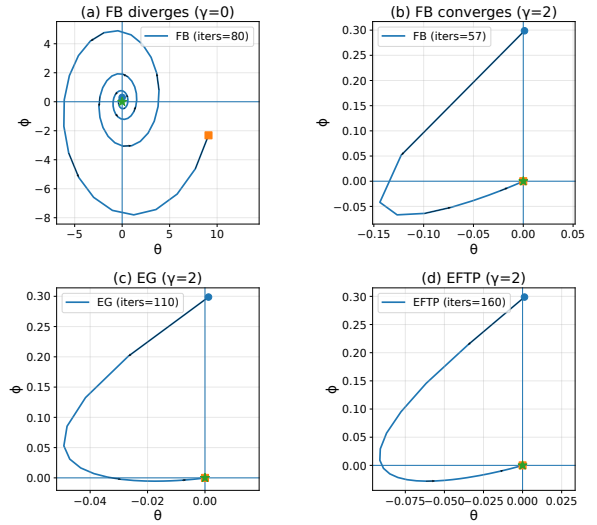 (a) FB diverges (γ=0)
FB (iters=80)
4
2
0
−2
−4
−6
−8
ϕ
−5
0
5
10
θ
(b) FB converges (γ=2)
FB (iters=57)
0.30
0.25
0.20
0.15
0.10
0.05
0.00
−0.05
ϕ
−0.15
−0.10
−0.05
0.00
0.05
θ
(c) EG (γ=2)
EG (iters=110)
0.30
0.25
0.20
0.15
0.10
0.05
0.00
ϕ
−0.04
−0.02
0.00
θ
(d) EFTP (γ=2)
EFTP (iters=160)
0.30
0.25
0.20
0.15
0.10
0.05
0.00
ϕ
−0.075
−0.050
−0.025
0.000
0.025
θ